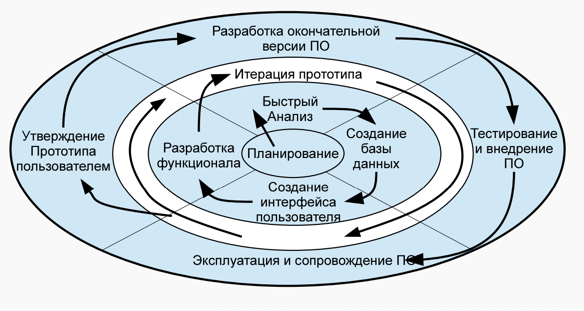 Разработка окончательной
версии ПО
Итерация прототипа
Быстрый
Анализ
Утверждение
Прототипа
пользователем
Разработка
функционала
Планирование
Создание
базы
данных
Тестирование
и внедрение
ПО
Создание
интерфейса
пользователя
Эксплуатация и сопровождение ПО